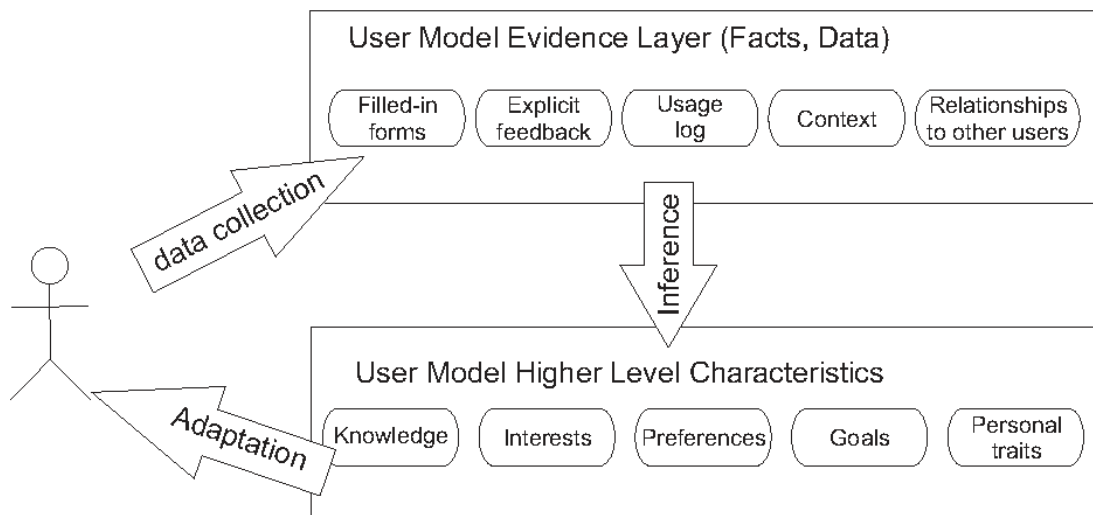 User Model Evidence Layer (Facts, Data)
Filled-in
forms
Explicit
feedback
Usage
log
Context
Relationships
to other users
data collection
Inference
User Model Higher Level Characteristics
Knowledge
Interests
Preferences
Goals
Personal
traits
Adaptation